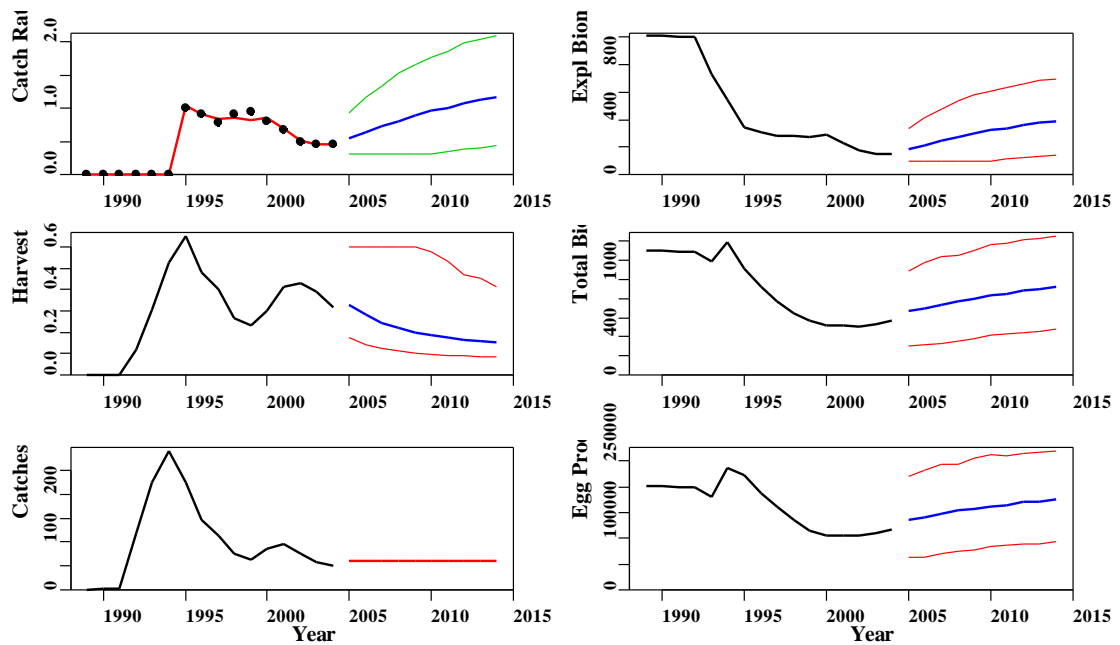 Catch Rat
0.0 1.0 2.0
1990 1995 2000 2005 2010 2015
Expl Bion
0 400 800
1990 1995 2000 2005 2010 2015
Harvest
0.0 0.2 0.4 0.6
1990 1995 2000 2005 2010 2015
Total Bi
0 400 1000
1990 1995 2000 2005 2010 2015
Catches
0 100 200
1990 1995 2000 2005 2010 2015
Year
Egg Pro
0 100000 250000
1990 1995 2000 2005 2010 2015
Year